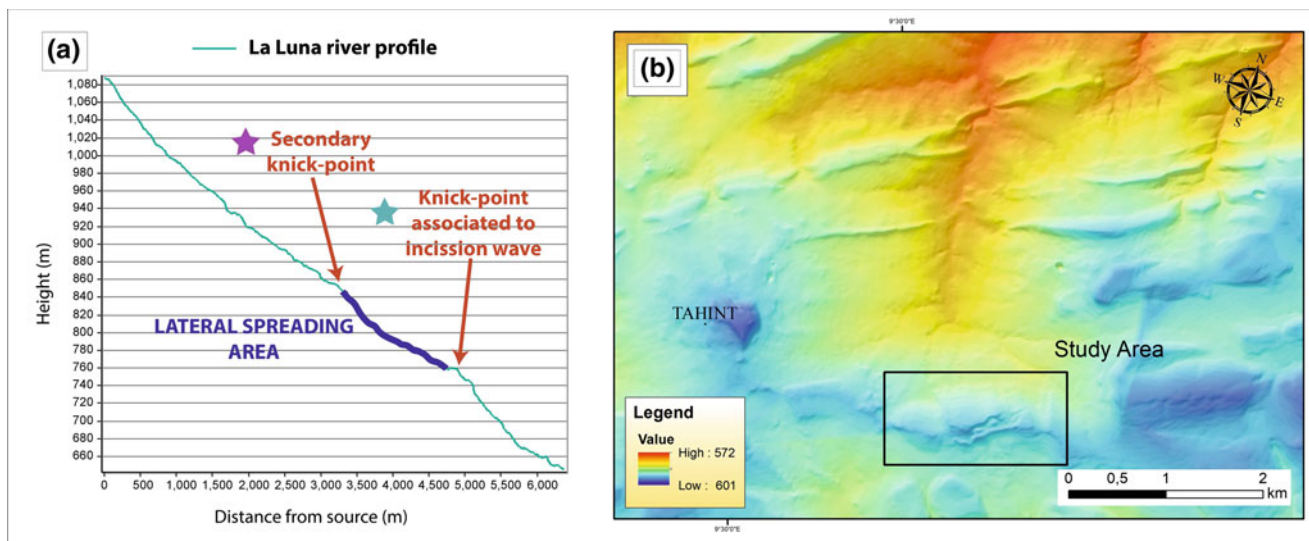 (a)
La Luna river profile
1,080
1,060
1,040
1,020
1,000
980
960
940
920
900
880
860
840
820
800
780
760
740
720
700
680
660
Height (m)
Secondary
knick-point
Knick-point
associated to
incission wave
LATERAL SPREADING
AREA
0 500 1,000 1,500 2,000 2,500 3,000 3,500 4,000 4,500 5,000 5,500 6,000
Distance from source (m)
9°30'0"E
(b)
N
W
E
S
TAHINT
Study Area
Legend
Value
High : 572
Low : 601
0 0,5 1 2
km
9°30'0"E